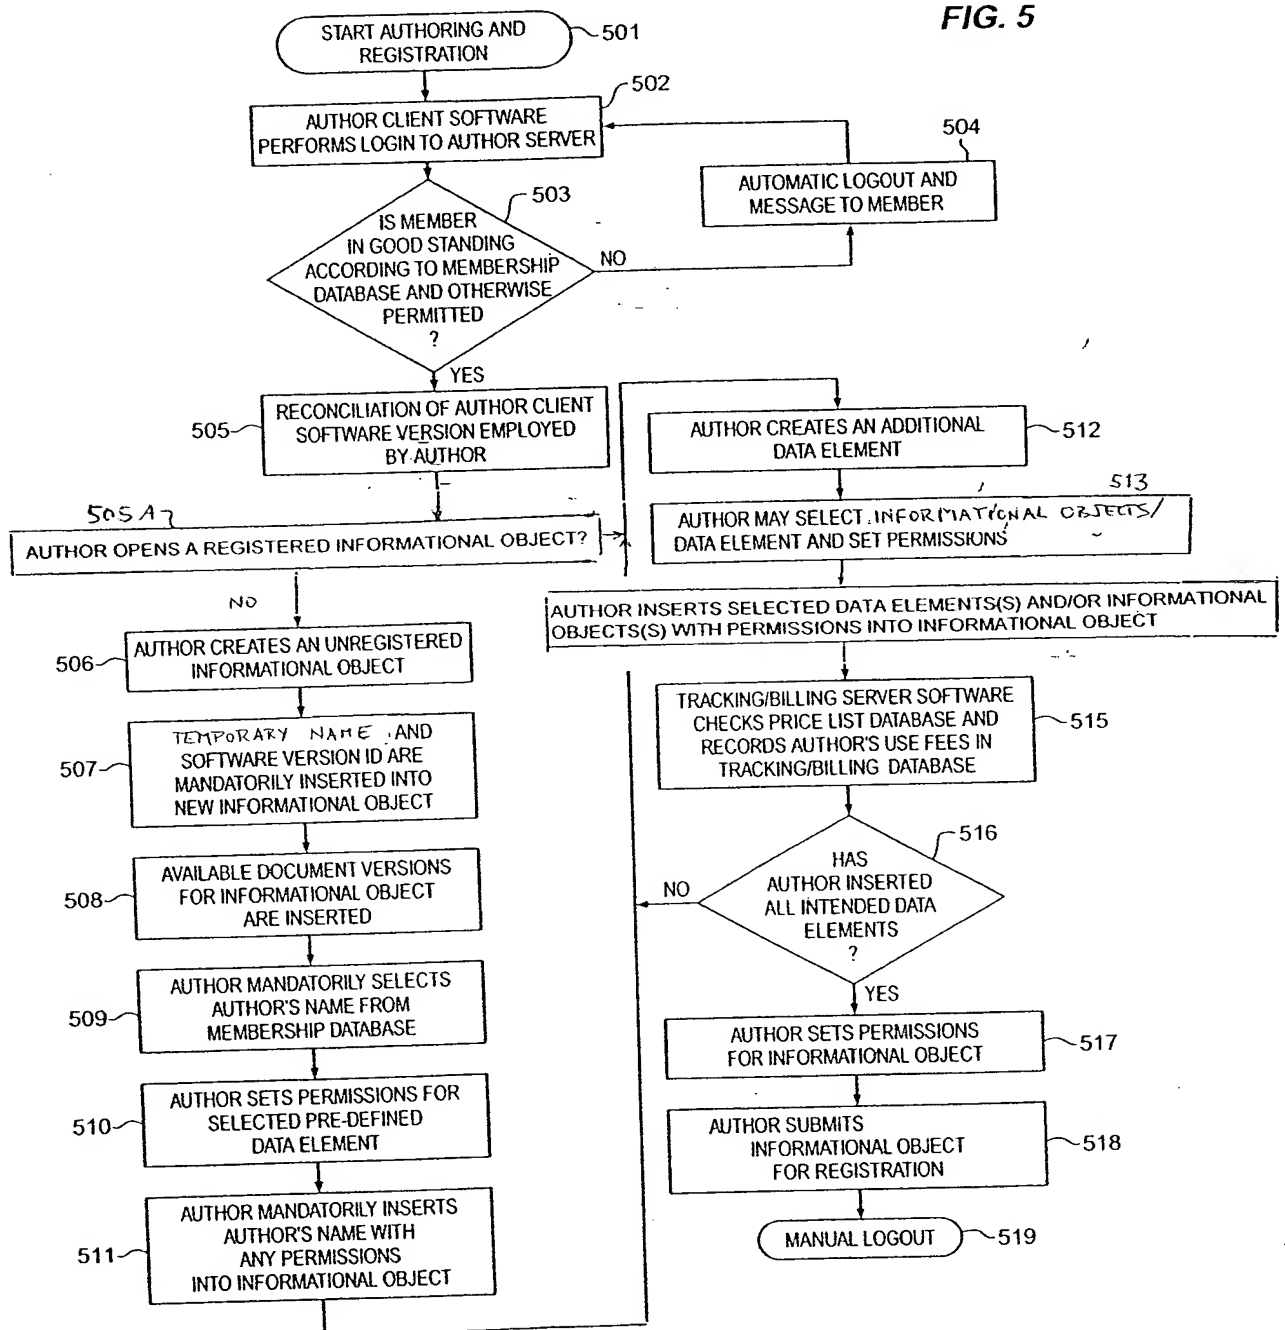 FIG. 5
START AUTHORING AND
REGISTRATION
501
502
AUTHOR CLIENT SOFTWARE
PERFORMS LOGIN TO AUTHOR SERVER
504
AUTOMATIC LOGOUT AND
MESSAGE TO MEMBER
503
IS MEMBER
IN GOOD STANDING
ACCORDING TO MEMBERSHIP
DATABASE AND OTHERWISE
PERMITTED
?
NO
YES
505
RECONCILIATION OF AUTHOR CLIENT
SOFTWARE VERSION EMPLOYED
BY AUTHOR
505A
AUTHOR OPENS A REGISTERED INFORMATIONAL OBJECT?
NO
506
AUTHOR CREATES AN UNREGISTERED
INFORMATIONAL OBJECT
507
TEMPORARY NAME AND
SOFTWARE VERSION ID ARE
MANDATORILY INSERTED INTO
NEW INFORMATIONAL OBJECT
508
AVAILABLE DOCUMENT VERSIONS
FOR INFORMATIONAL OBJECT
ARE INSERTED
509
AUTHOR MANDATORILY SELECTS
AUTHOR'S NAME FROM
MEMBERSHIP DATABASE
510
AUTHOR SETS PERMISSIONS FOR
SELECTED PRE-DEFINED
DATA ELEMENT
511
AUTHOR MANDATORILY INSERTS
AUTHOR'S NAME WITH
ANY PERMISSIONS
INTO INFORMATIONAL OBJECT
AUTHOR CREATES AN ADDITIONAL
DATA ELEMENT
512
513
AUTHOR MAY SELECT INFORMATIONAL OBJECTS/
DATA ELEMENT AND SET PERMISSIONS
AUTHOR INSERTS SELECTED DATA ELEMENTS(S) AND/OR INFORMATIONAL
OBJECTS(S) WITH PERMISSIONS INTO INFORMATIONAL OBJECT
TRACKING/BILLING SERVER SOFTWARE
CHECKS PRICE LIST DATABASE AND
RECORDS AUTHOR'S USE FEES IN
TRACKING/BILLING DATABASE
515
516
HAS
AUTHOR INSERTED
ALL INTENDED DATA
ELEMENTS
?
NO
YES
AUTHOR SETS PERMISSIONS
FOR INFORMATIONAL OBJECT
517
AUTHOR SUBMITS
INFORMATIONAL OBJECT
FOR REGISTRATION
518
MANUAL LOGOUT
519